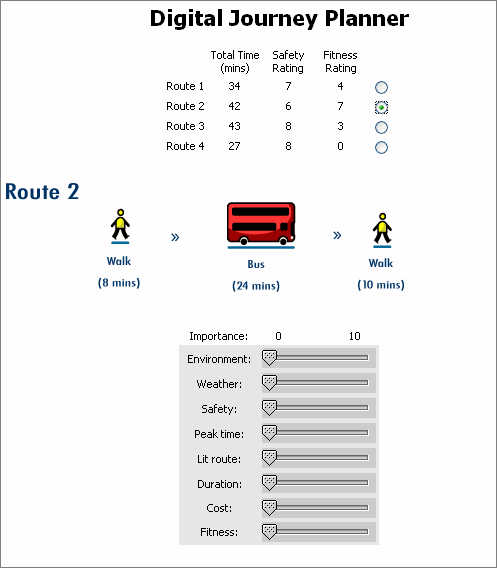 Digital Journey Planner
Total Time (mins) Safety Rating Fitness Rating
Route 1 34 7 4
Route 2 42 6 7
Route 3 43 8 3
Route 4 27 8 0
Route 2
» »
Walk Bus Walk
(8 mins) (24 mins) (10 mins)
Importance: 0 10
Environment:
Weather:
Safety:
Peak time:
Lit route:
Duration:
Cost:
Fitness: